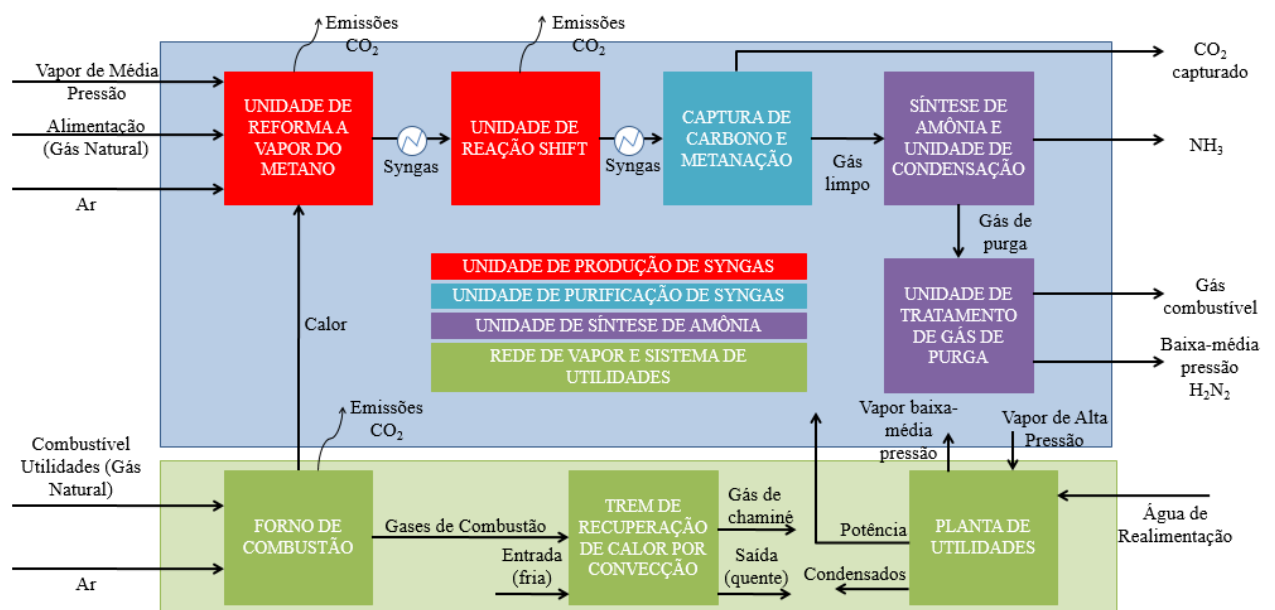 Emissões
CO₂
Emissões
CO₂
Vapor de Média
Pressão
Alimentação
(Gás Natural)
Ar
UNIDADE DE
REFORMA A
VAPOR DO
METANO
Syngas
UNIDADE DE
REAÇÃO SHIFT
Syngas
CAPTURA DE
CARBONO E
METANAÇÃO
Gás
limpo
SÍNTESE DE
AMÔNIA E
UNIDADE DE
CONDENSAÇÃO
CO₂
capturado
NH₃
Gás de
purga
UNIDADE DE PRODUÇÃO DE SYNGAS
UNIDADE DE PURIFICAÇÃO DE SYNGAS
UNIDADE DE SÍNTESE DE AMÔNIA
REDE DE VAPOR E SISTEMA DE
UTILIDADES
UNIDADE DE
TRATAMENTO
DE GÁS DE
PURGA
Gás
combustível
Baixa-média
pressão
H₂N₂
Calor
Emissões
CO₂
Vapor baixa-
média
pressão
Vapor de Alta
Pressão
Combustível
Utilidades (Gás
Natural)
Ar
FORNO DE
COMBUSTÃO
Gases de Combustão
Entrada
(fria)
TREM DE
RECUPERAÇÃO
DE CALOR POR
CONVECÇÃO
Gás de
chaminé
Saída
(quente)
Potência
Condensados
PLANTA DE
UTILIDADES
Água de
Realimentação